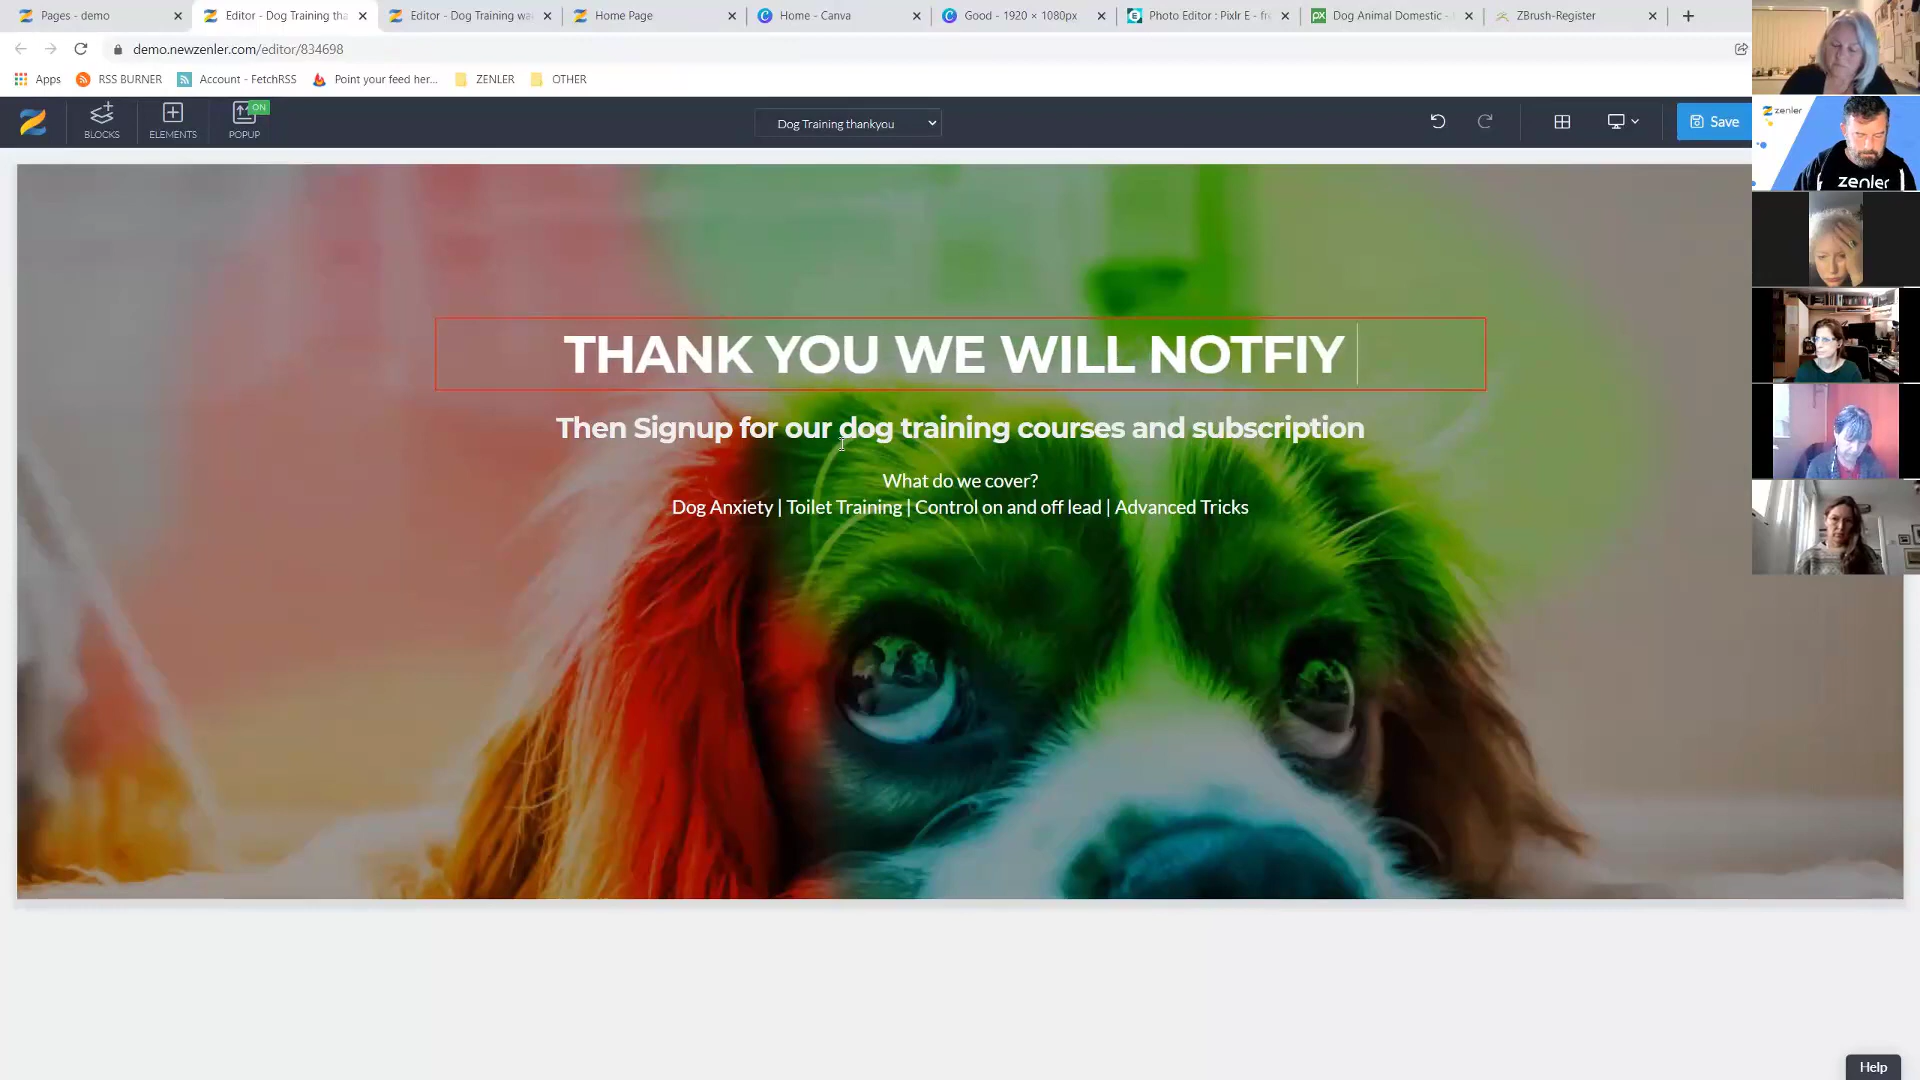 Pages - demo
Editor - Dog Training tha
Editor - Dog Training wa
Home Page
Home - Canva
Good - 1920 × 1080px
Photo Editor : Pixlr E - fr
Dog Animal Domestic -
ZBrush-Register
demo.newzenler.com/editor/834698
Apps
RSS BURNER
Account - FetchRSS
Point your feed her...
ZENLER
OTHER
BLOCKS
ELEMENTS
ON
POPUP
Dog Training thankyou
Save
zenler
zenler
THANK YOU WE WILL NOTFIY
Then Signup for our dog training courses and subscription
What do we cover?
Dog Anxiety | Toilet Training | Control on and off lead | Advanced Tricks
Help